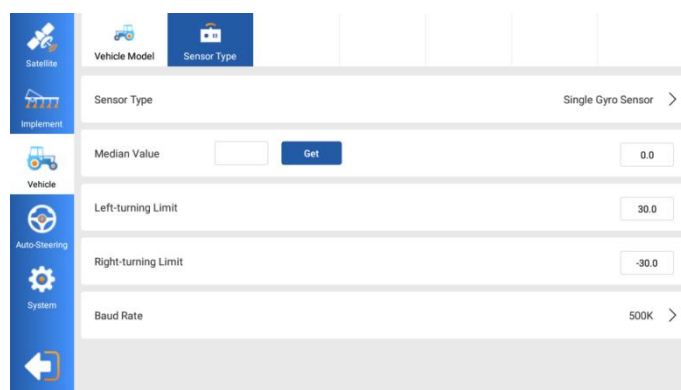 Satellite
Implement
Vehicle
Auto-Steering
System
Vehicle Model
Sensor Type
Sensor Type
Single Gyro Sensor
Median Value
Get
0.0
Left-turning Limit
30.0
Right-turning Limit
-30.0
Baud Rate
500K